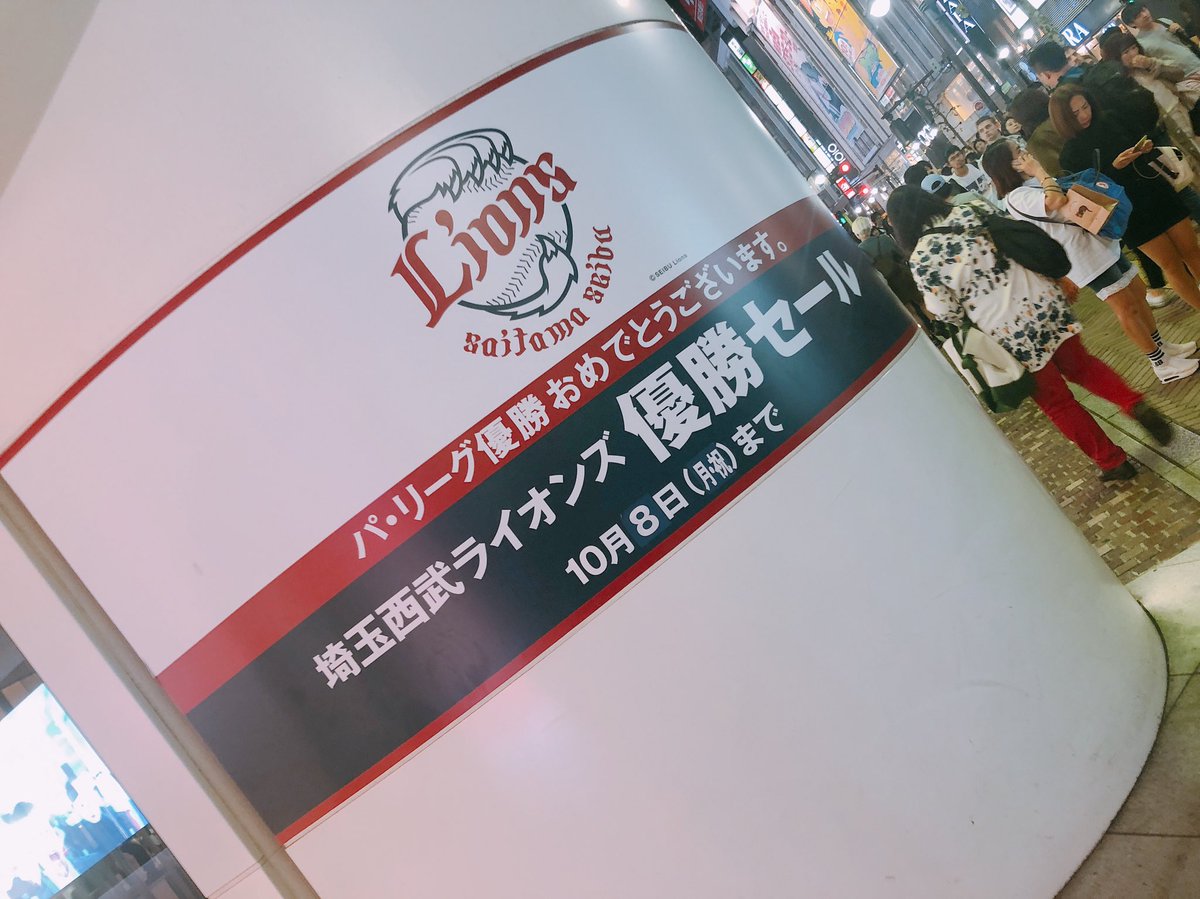 Lions
saitama seibu
©SEIBU Lions
パ・リーグ優勝おめでとうございます。
埼玉西武ライオンズ 優勝セール
10月8日(月・祝)まで
OIOI
RA